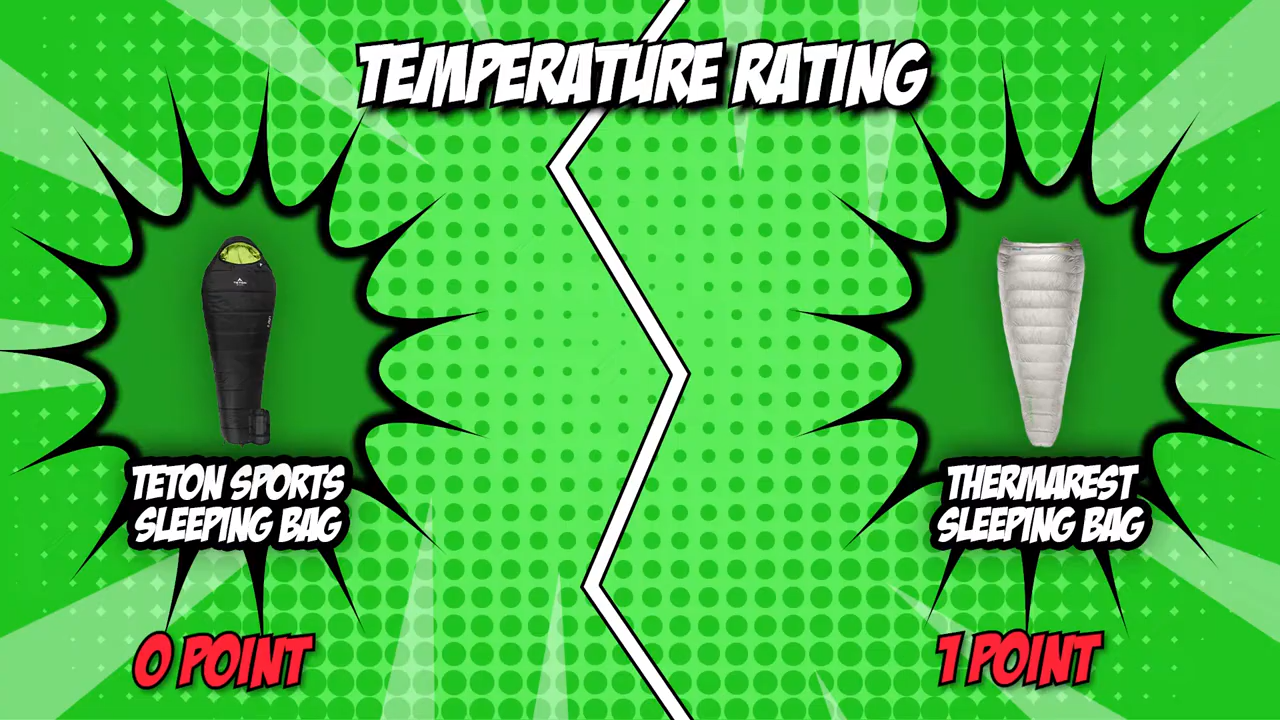 TEMPERATURE RATING
TETON SPORTS
SLEEPING BAG
0 POINT
THERMAREST
SLEEPING BAG
1 POINT